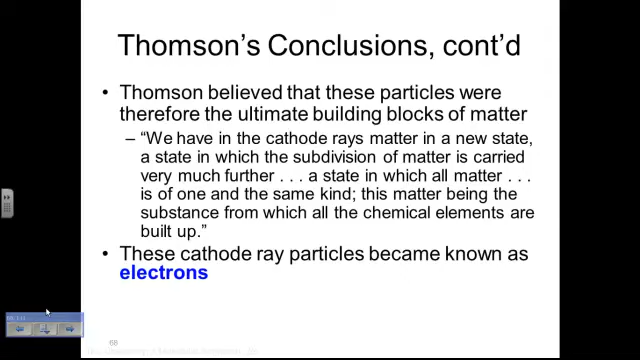 Thomson's Conclusions, cont'd
• Thomson believed that these particles were
therefore the ultimate building blocks of matter
– “We have in the cathode rays matter in a new state,
a state in which the subdivision of matter is carried
very much further . . . a state in which all matter . . .
is of one and the same kind; this matter being the
substance from which all the chemical elements are
built up.”
• These cathode ray particles became known as
electrons
68